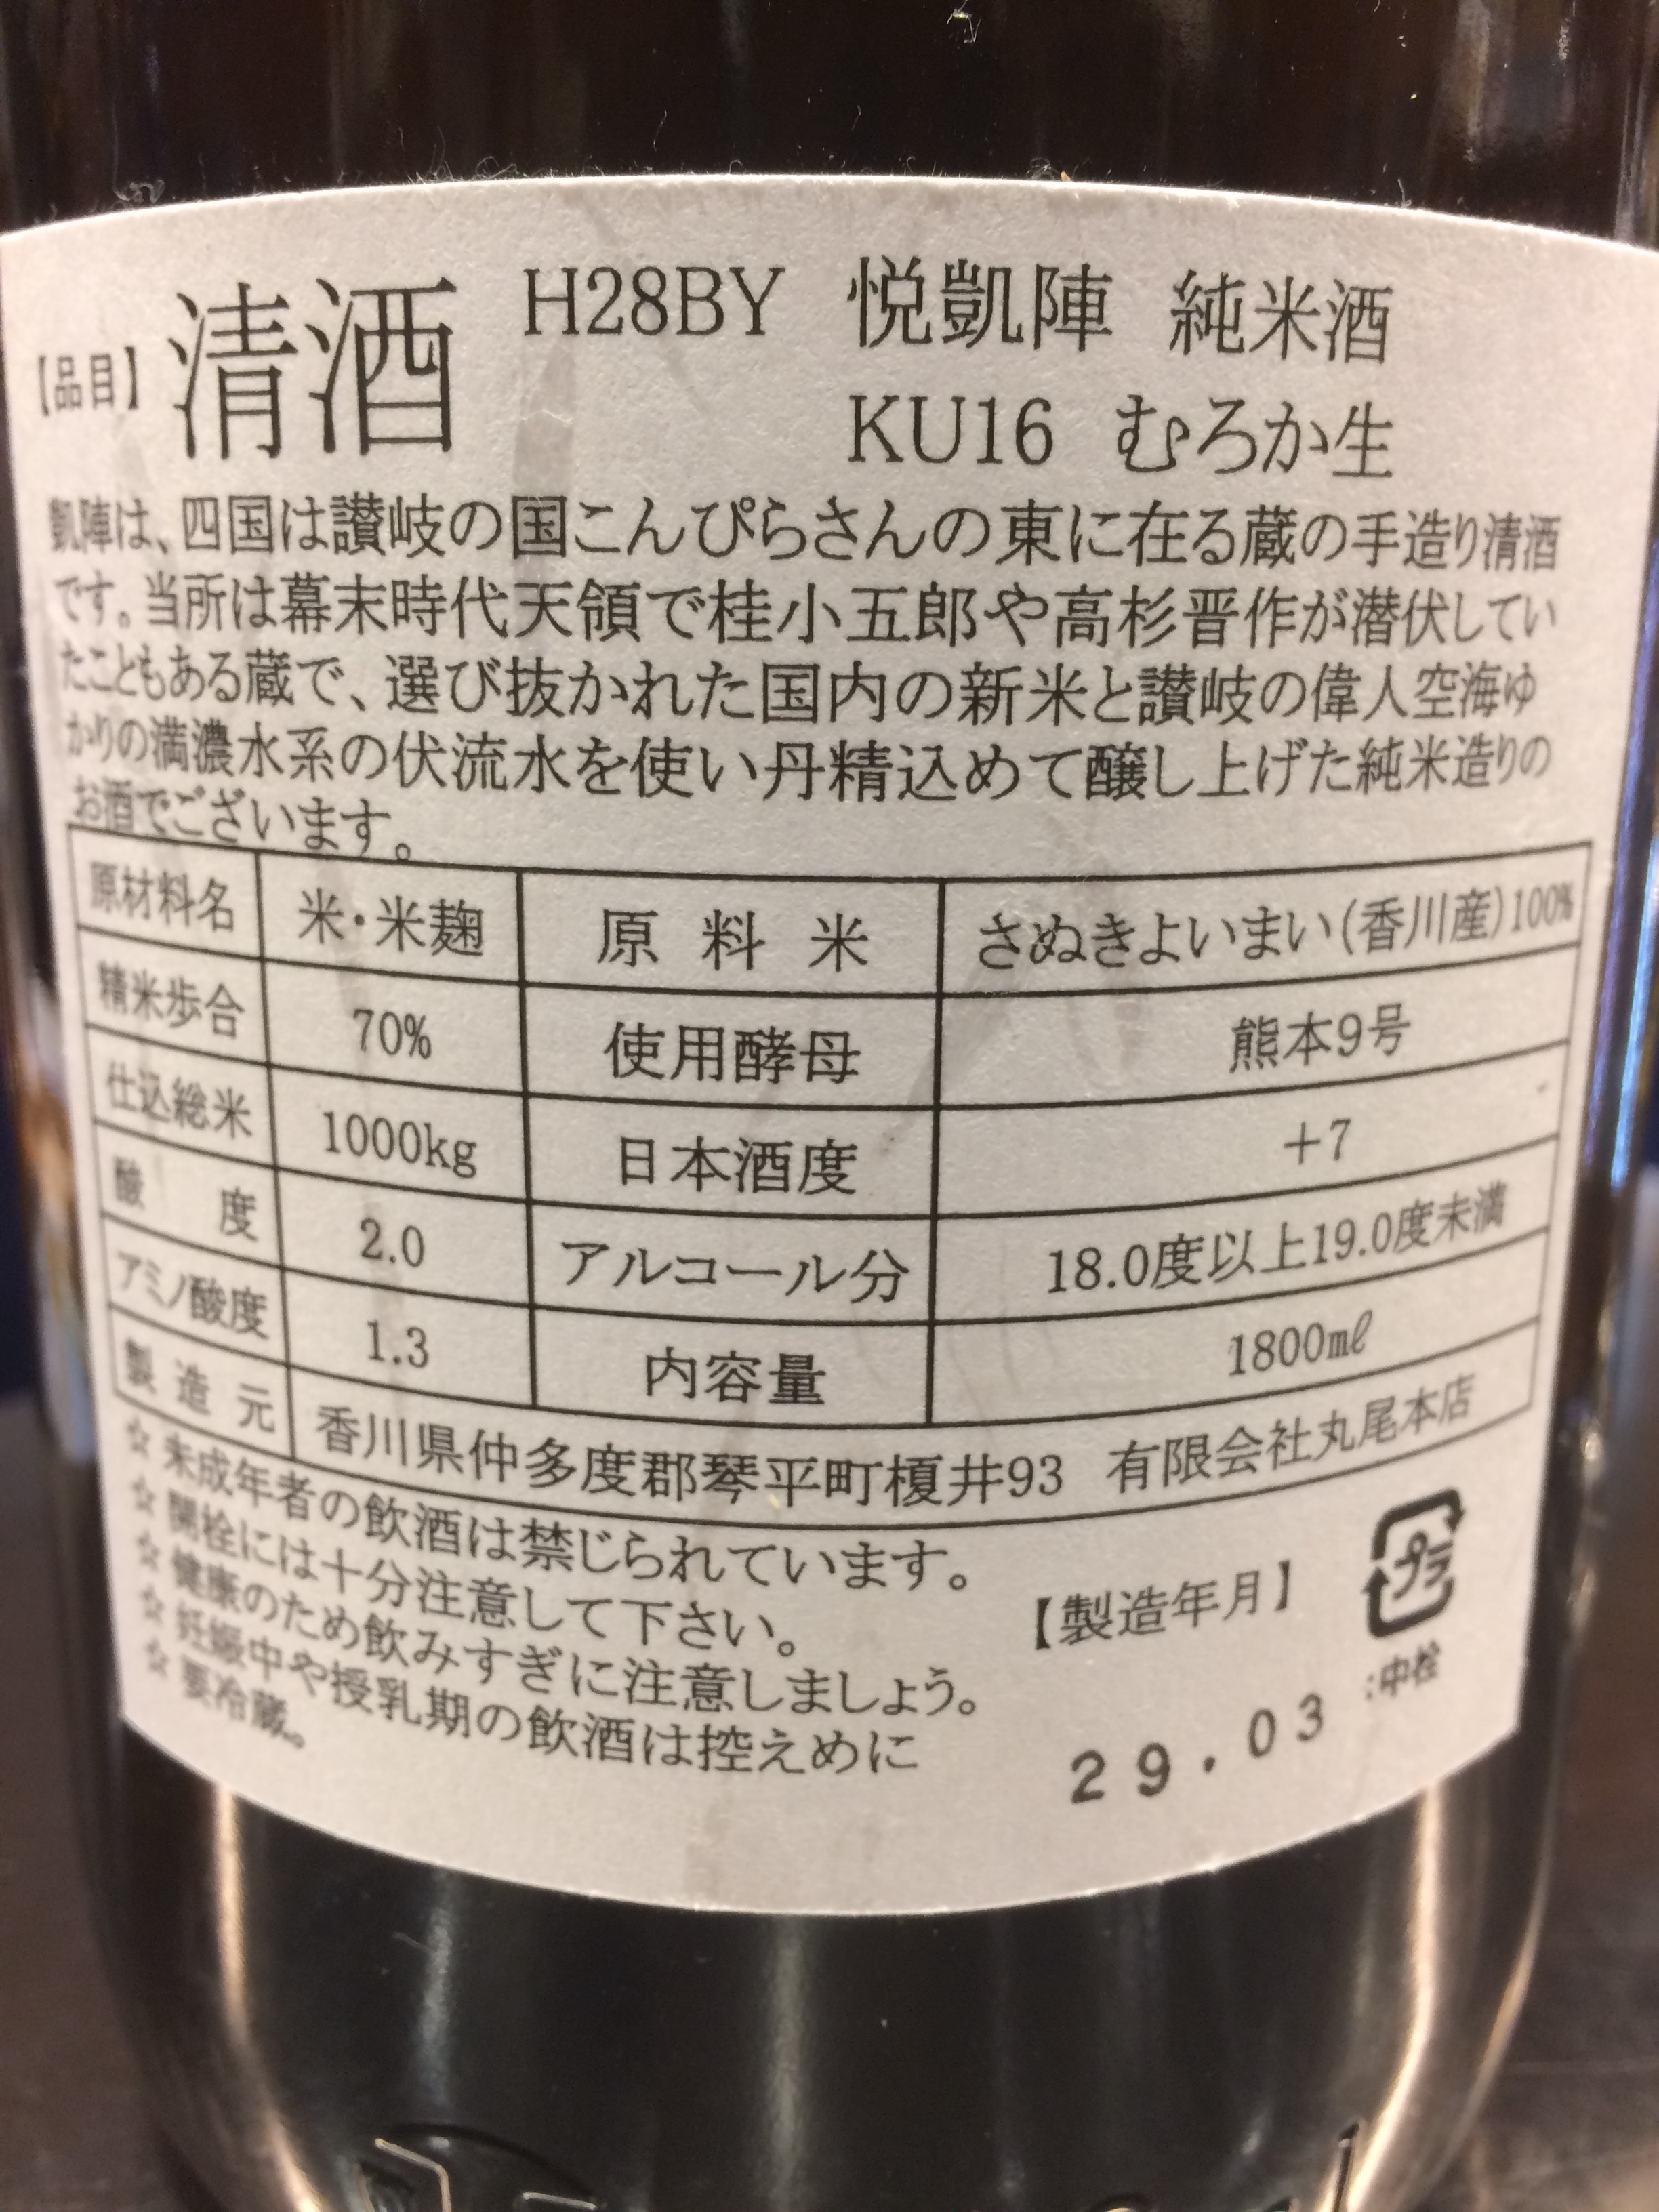 【品目】清酒 H28BY 悦凱陣 純米酒
KU16 むろか生
凱陣は、四国は讃岐の国こんぴらさんの東に在る蔵の手造り清酒
です。当所は幕末時代天領で桂小五郎や高杉晋作が潜伏してい
たこともある蔵で、選び抜かれた国内の新米と讃岐の偉人空海ゆ
かりの満濃水系の伏流水を使い丹精込めて醸し上げた純米造りの
お酒でございます。
原材料名 米・米麹 原料米 さぬきよいまい(香川産)100%
精米歩合 70% 使用酵母 熊本9号
仕込総米 1000kg 日本酒度 +7
酸度 2.0 アルコール分 18.0度以上19.0度未満
アミノ酸度 1.3 内容量 1800㎖
製造元 香川県仲多度郡琴平町榎井93 有限会社丸尾本店
☆ 未成年者の飲酒は禁じられています。
☆ 開栓には十分注意して下さい。
☆ 健康のため飲みすぎに注意しましょう。
☆ 妊娠中や授乳期の飲酒は控えめに
☆ 要冷蔵。
【製造年月】
29.03
プラ
:中栓